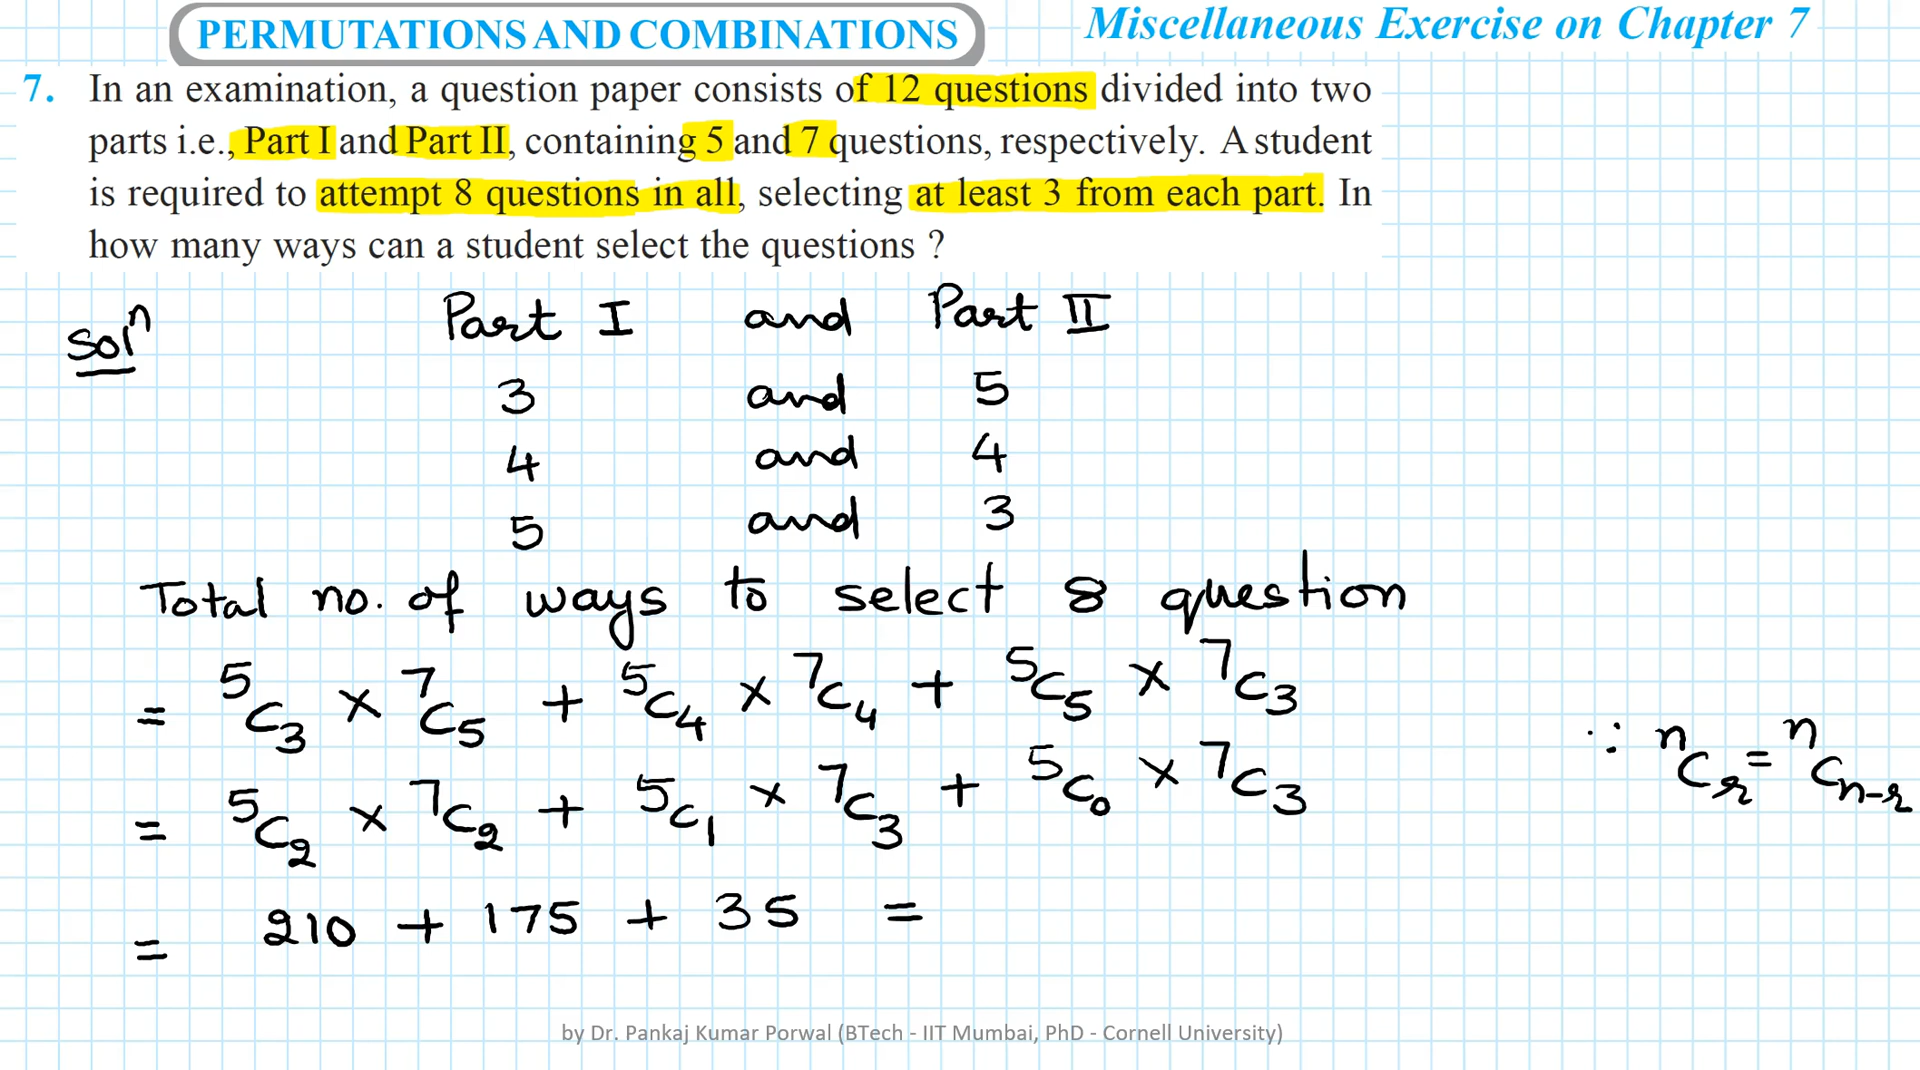 PERMUTATIONS AND COMBINATIONS
Miscellaneous Exercise on Chapter 7
7. In an examination, a question paper consists of 12 questions divided into two
parts i.e., Part I and Part II, containing 5 and 7 questions, respectively. A student
is required to attempt 8 questions in all, selecting at least 3 from each part. In
how many ways can a student select the questions ?
Solⁿ
Part I and Part II
3 and 5
4 and 4
5 and 3
Total no. of ways to select 8 question
= ⁵C₃ × ⁷C₅ + ⁵C₄ × ⁷C₄ + ⁵C₅ × ⁷C₃
= ⁵C₂ × ⁷C₂ + ⁵C₁ × ⁷C₃ + ⁵C₀ × ⁷C₃ ∵ ⁿCᵣ = ⁿCₙ₋ᵣ
= 210 + 175 + 35 =
by Dr. Pankaj Kumar Porwal (BTech - IIT Mumbai, PhD - Cornell University)